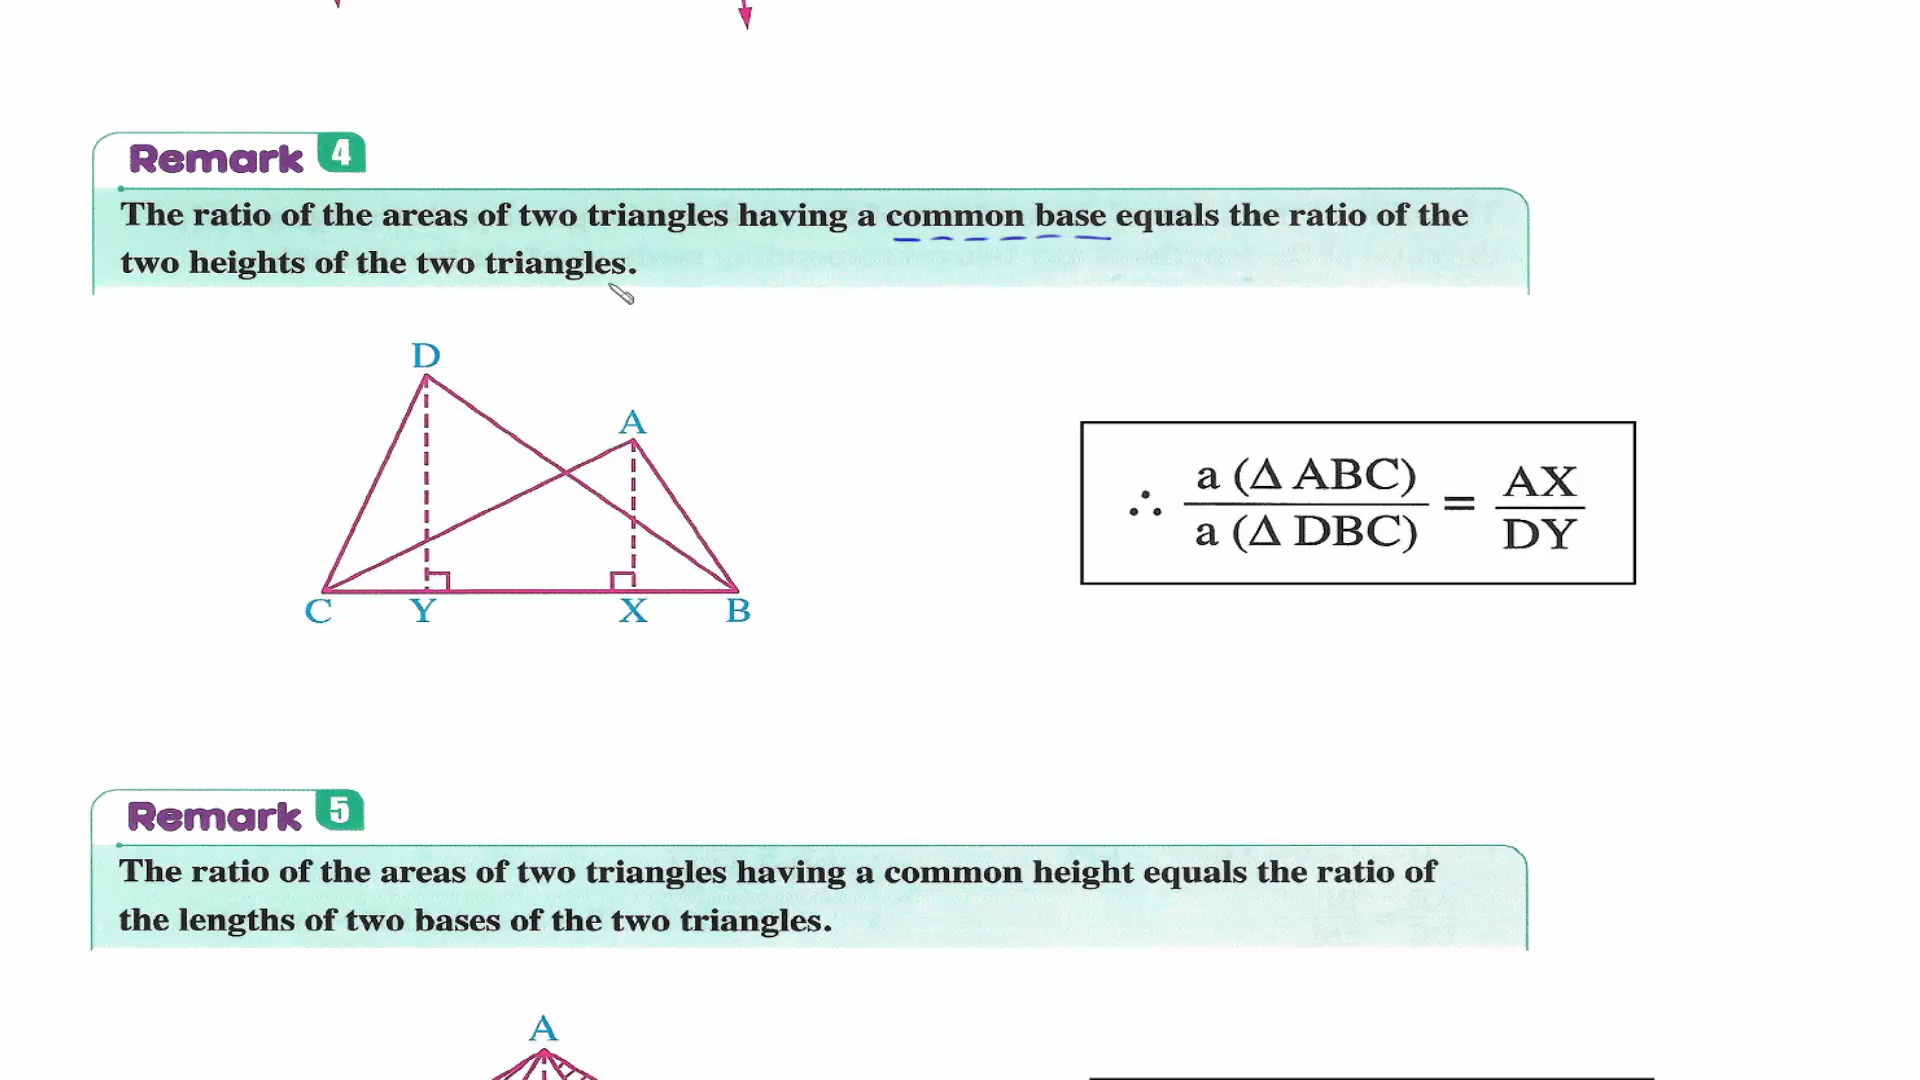 Remark 4
The ratio of the areas of two triangles having a common base equals the ratio of the
two heights of the two triangles.
D
A
C Y X B
∴ a (Δ ABC) / a (Δ DBC) = AX / DY
Remark 5
The ratio of the areas of two triangles having a common height equals the ratio of
the lengths of two bases of the two triangles.
A